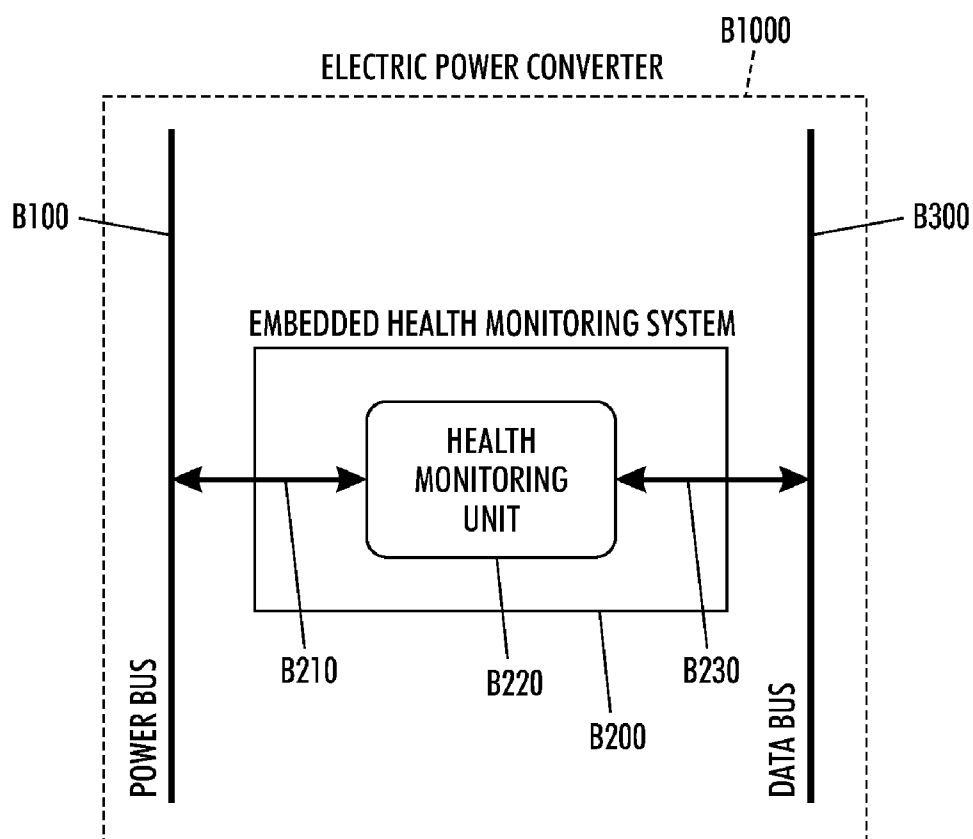 B1000
ELECTRIC POWER CONVERTER
B100
B300
EMBEDDED HEALTH MONITORING SYSTEM
HEALTH
MONITORING
UNIT
B210
B220
B230
B200
POWER BUS
DATA BUS